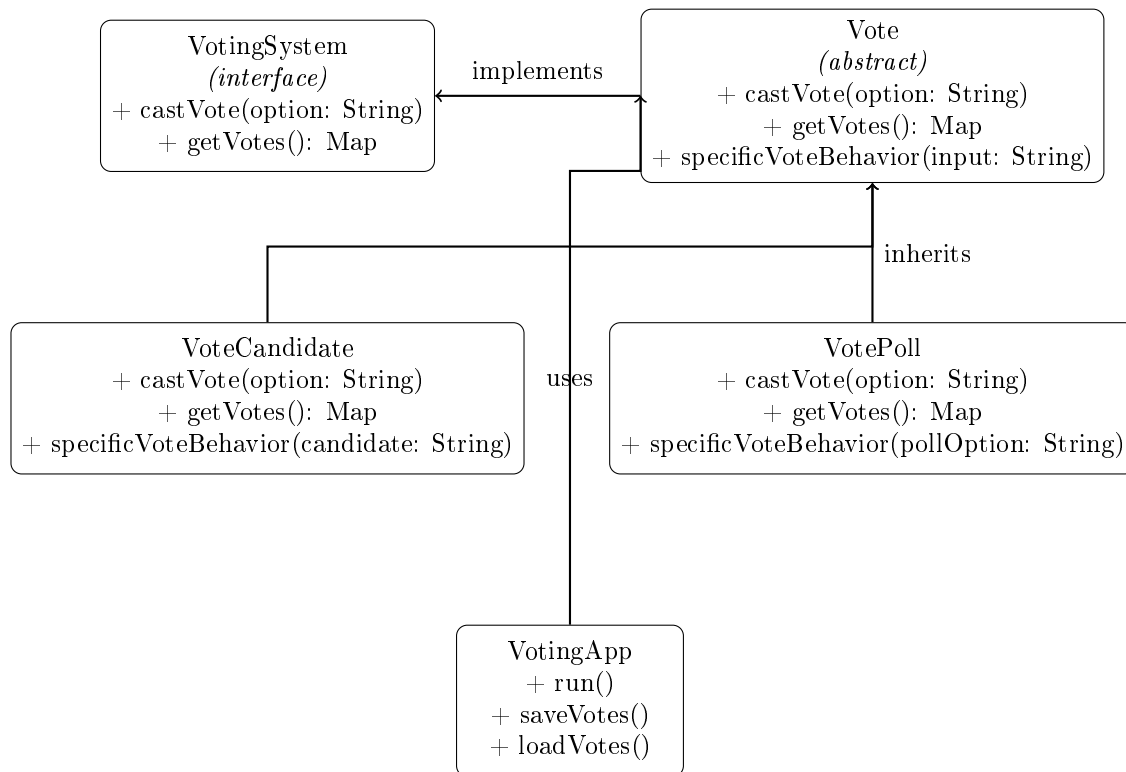 VotingSystem
(interface)
+ castVote(option: String)
+ getVotes(): Map
implements
Vote
(abstract)
+ castVote(option: String)
+ getVotes(): Map
+ specificVoteBehavior(input: String)
inherits
VoteCandidate
+ castVote(option: String)
+ getVotes(): Map
+ specificVoteBehavior(candidate: String)
uses
VotePoll
+ castVote(option: String)
+ getVotes(): Map
+ specificVoteBehavior(pollOption: String)
VotingApp
+ run()
+ saveVotes()
+ loadVotes()